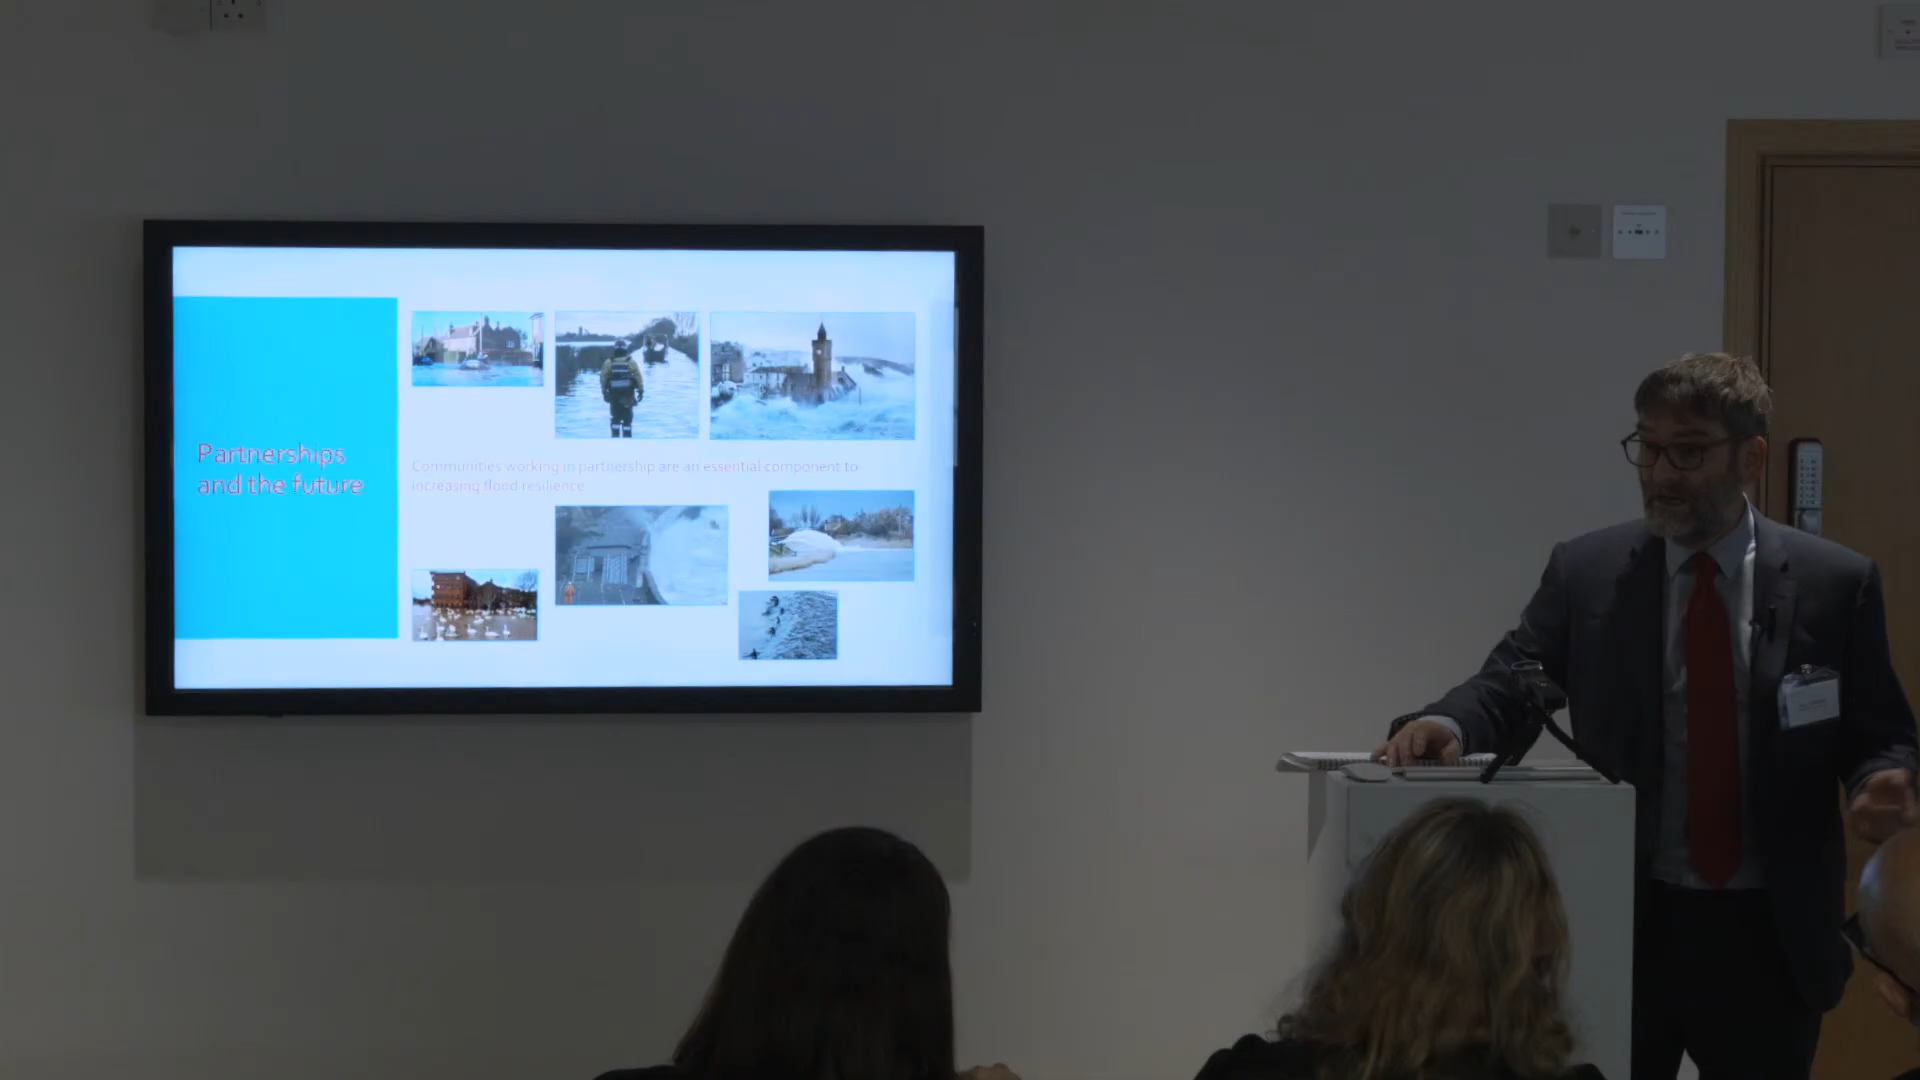 Partnerships
and the future
Communities working in partnership are an essential component to
increasing flood resilience